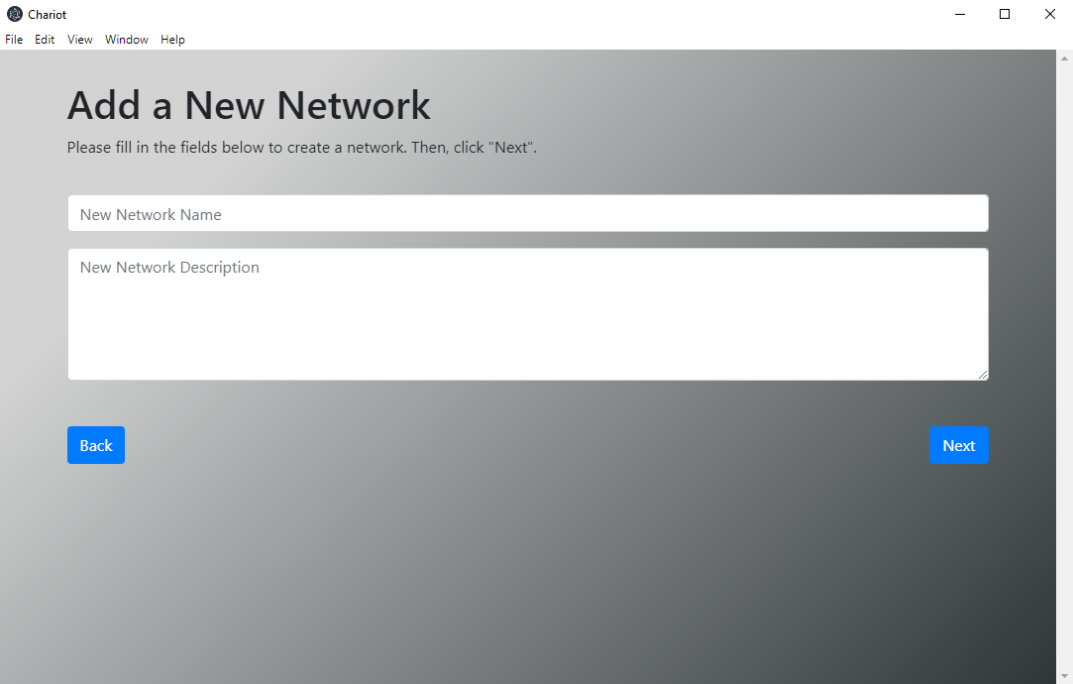 Chariot
File Edit View Window Help
Add a New Network
Please fill in the fields below to create a network. Then, click "Next".
New Network Name
New Network Description
Back Next